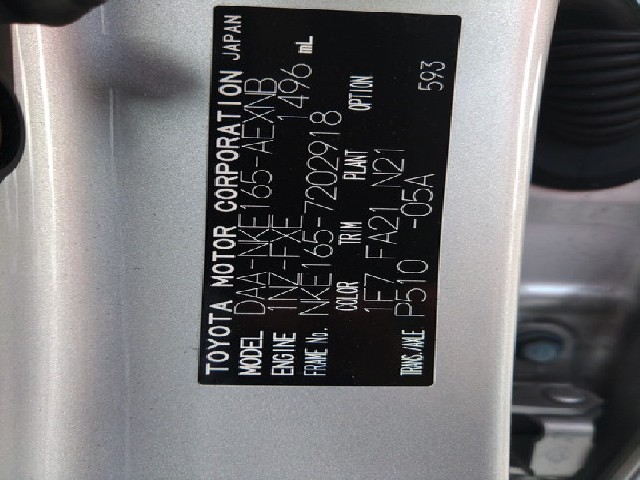 TOYOTA MOTOR CORPORATION JAPAN
MODEL DAA-NKE165-AEXNB
ENGINE 1NZ-FXE 1496 mL
FRAME No. NKE165-7202918
COLOR TRIM PLANT OPTION
1F7 FA21 N21
TRANS./AXLE P510 -05A 593